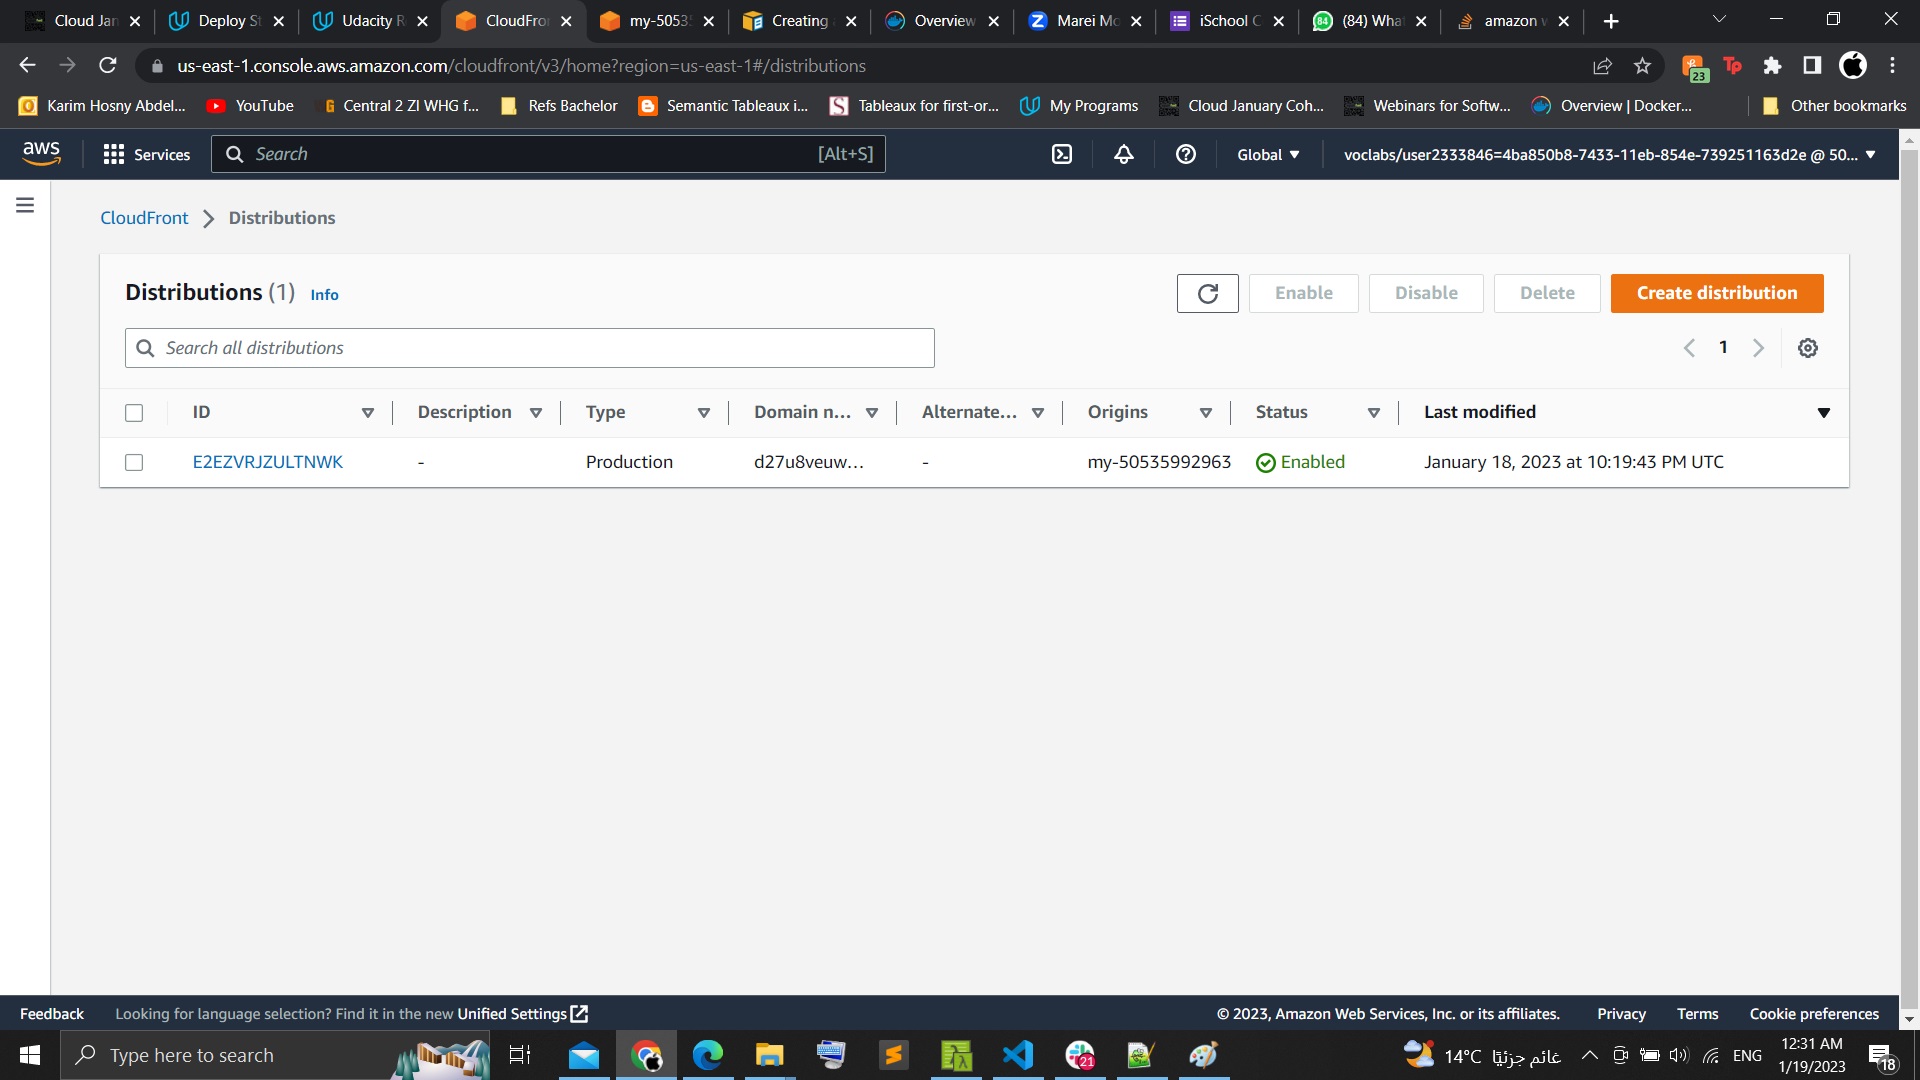 Cloud Jan
Deploy St
Udacity R
CloudFron
my-5053
Creating
Overview
Marei Mo
iSchool C
(84) What
amazon w
us-east-1.console.aws.amazon.com/cloudfront/v3/home?region=us-east-1#/distributions
23
Karim Hosny Abdel...
YouTube
Central 2 ZI WHG f...
Refs Bachelor
Semantic Tableaux i...
Tableaux for first-or...
My Programs
Cloud January Coh...
Webinars for Softw...
Overview | Docker...
Other bookmarks
aws
Services
Search
[Alt+S]
Global
voclabs/user2333846=4ba850b8-7433-11eb-854e-739251163d2e @ 50...
CloudFront
Distributions
Distributions (1) Info
Enable
Disable
Delete
Create distribution
Search all distributions
1
ID
Description
Type
Domain n...
Alternate...
Origins
Status
Last modified
E2EZVRJZULTNWK
-
Production
d27u8veuw...
-
my-50535992963
Enabled
January 18, 2023 at 10:19:43 PM UTC
Feedback
Looking for language selection? Find it in the new Unified Settings
© 2023, Amazon Web Services, Inc. or its affiliates.
Privacy
Terms
Cookie preferences
Type here to search
21
14°C غائم جزئيًا
ENG
12:31 AM
1/19/2023
18